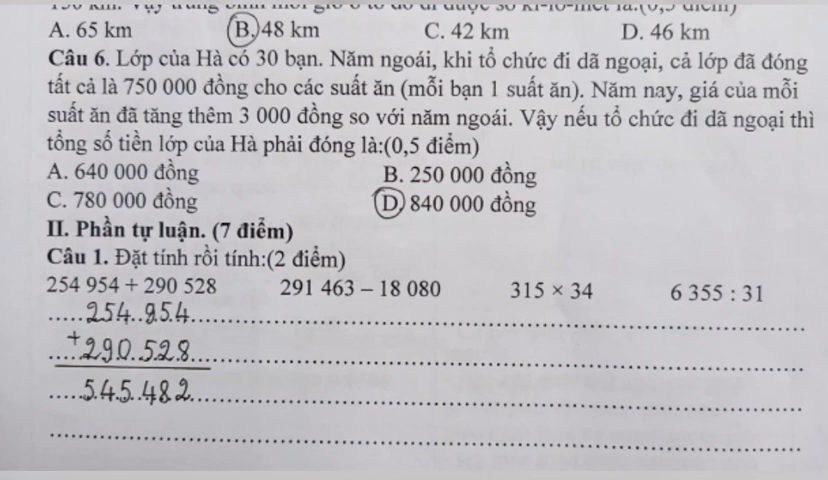 A. 65 km B. 48 km C. 42 km D. 46 km
Câu 6. Lớp của Hà có 30 bạn. Năm ngoái, khi tổ chức đi dã ngoại, cả lớp đã đóng
tất cả là 750 000 đồng cho các suất ăn (mỗi bạn 1 suất ăn). Năm nay, giá của mỗi
suất ăn đã tăng thêm 3 000 đồng so với năm ngoái. Vậy nếu tổ chức đi dã ngoại thì
tổng số tiền lớp của Hà phải đóng là:(0,5 điểm)
A. 640 000 đồng B. 250 000 đồng
C. 780 000 đồng D. 840 000 đồng
II. Phần tự luận. (7 điểm)
Câu 1. Đặt tính rồi tính:(2 điểm)
254 954 + 290 528 291 463 – 18 080 315 × 34 6 355 : 31
254 954
+ 290 528
545 482